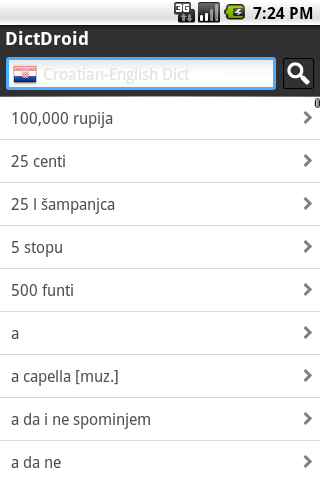 3G
7:24 PM
DictDroid
Croatian-English Dict
100,000 rupija
25 centi
25 l šampanjca
5 stopu
500 funti
a
a capella [muz.]
a da i ne spominjem
a da ne